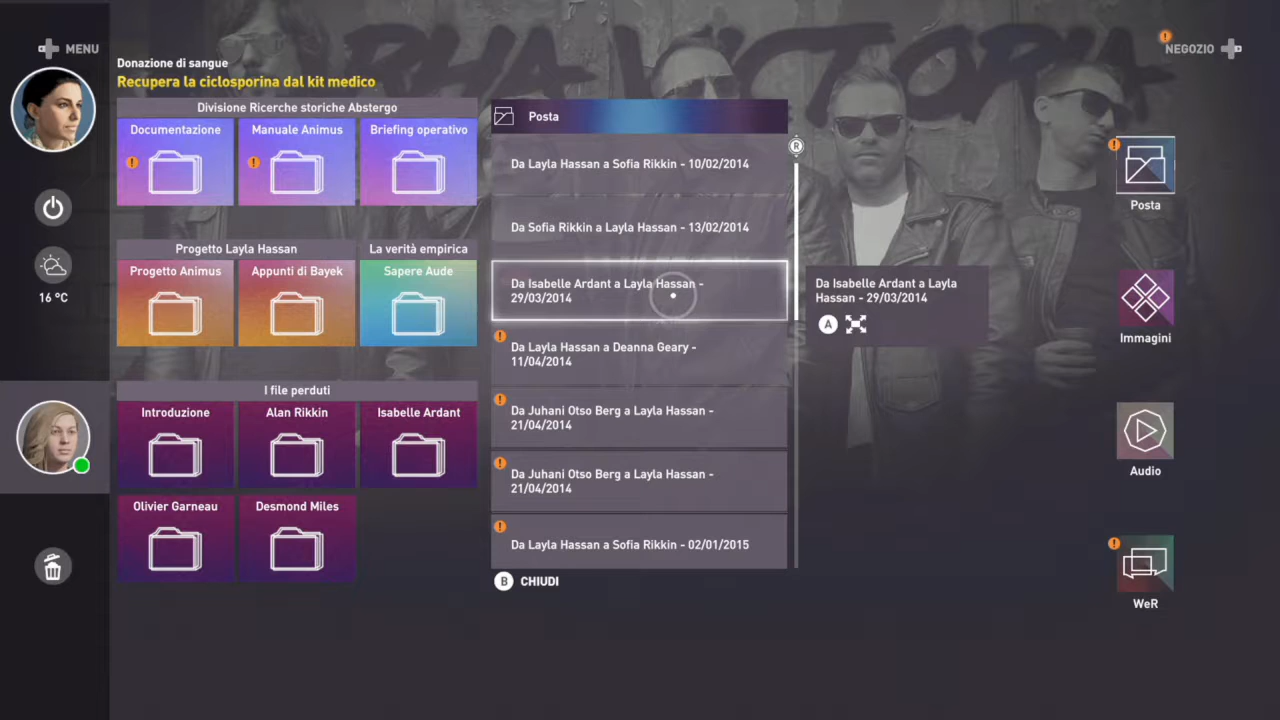 MENU
NEGOZIO
Donazione di sangue
Recupera la ciclosporina dal kit medico
Divisione Ricerche storiche Abstergo
Documentazione
Manuale Animus
Briefing operativo
16 °C
Progetto Layla Hassan
La verità empirica
Progetto Animus
Appunti di Bayek
Sapere Aude
I file perduti
Introduzione
Alan Rikkin
Isabelle Ardant
Olivier Garneau
Desmond Miles
Posta
R
Da Layla Hassan a Sofia Rikkin - 10/02/2014
Da Sofia Rikkin a Layla Hassan - 13/02/2014
Da Isabelle Ardant a Layla Hassan -
29/03/2014
Da Layla Hassan a Deanna Geary -
11/04/2014
Da Juhani Otso Berg a Layla Hassan -
21/04/2014
Da Juhani Otso Berg a Layla Hassan -
21/04/2014
Da Layla Hassan a Sofia Rikkin - 02/01/2015
B CHIUDI
Da Isabelle Ardant a Layla
Hassan - 29/03/2014
A
Posta
Immagini
Audio
WeR